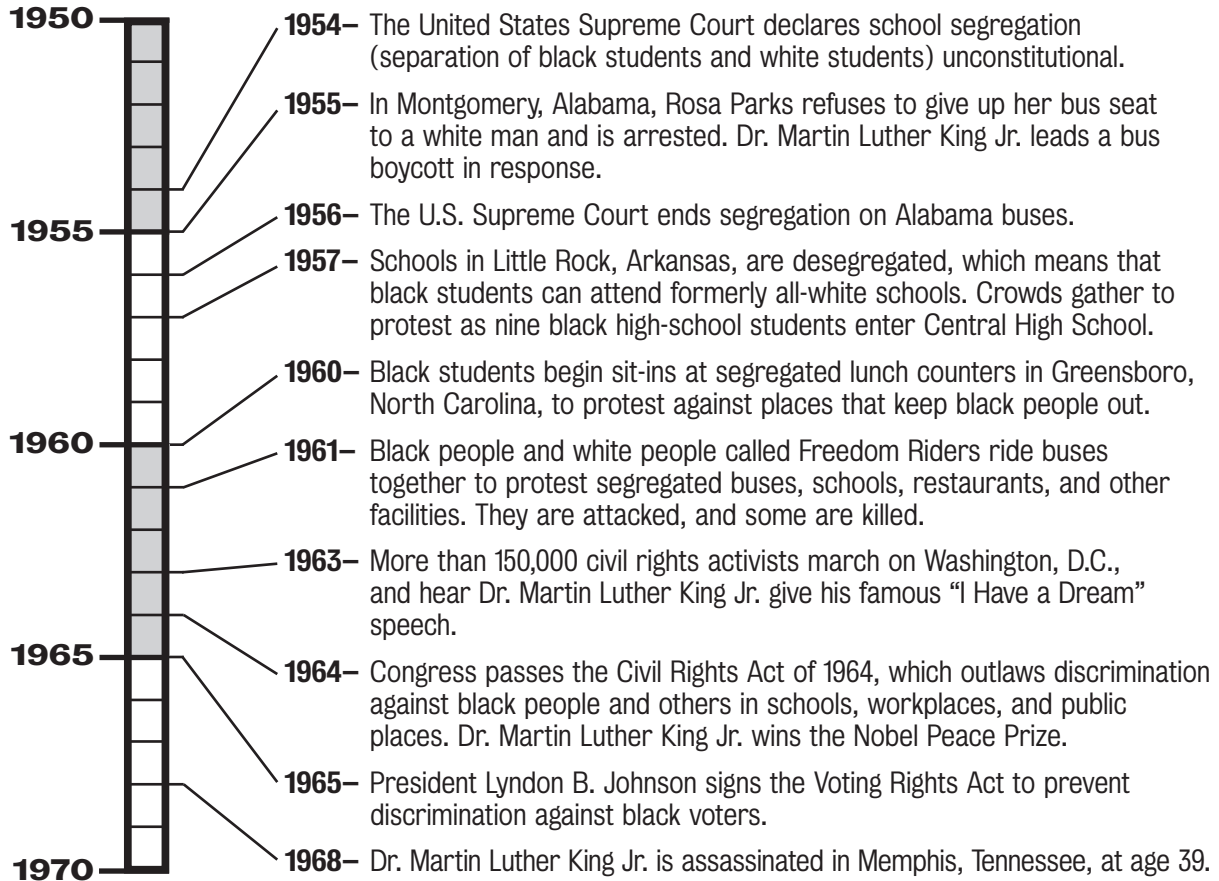 1950
1954– The United States Supreme Court declares school segregation
(separation of black students and white students) unconstitutional.
1955– In Montgomery, Alabama, Rosa Parks refuses to give up her bus seat
to a white man and is arrested. Dr. Martin Luther King Jr. leads a bus
boycott in response.
1955
1956– The U.S. Supreme Court ends segregation on Alabama buses.
1957– Schools in Little Rock, Arkansas, are desegregated, which means that
black students can attend formerly all-white schools. Crowds gather to
protest as nine black high-school students enter Central High School.
1960– Black students begin sit-ins at segregated lunch counters in Greensboro,
North Carolina, to protest against places that keep black people out.
1960
1961– Black people and white people called Freedom Riders ride buses
together to protest segregated buses, schools, restaurants, and other
facilities. They are attacked, and some are killed.
1963– More than 150,000 civil rights activists march on Washington, D.C.,
and hear Dr. Martin Luther King Jr. give his famous “I Have a Dream”
speech.
1965
1964– Congress passes the Civil Rights Act of 1964, which outlaws discrimination
against black people and others in schools, workplaces, and public
places. Dr. Martin Luther King Jr. wins the Nobel Peace Prize.
1965– President Lyndon B. Johnson signs the Voting Rights Act to prevent
discrimination against black voters.
1968– Dr. Martin Luther King Jr. is assassinated in Memphis, Tennessee, at age 39.
1970